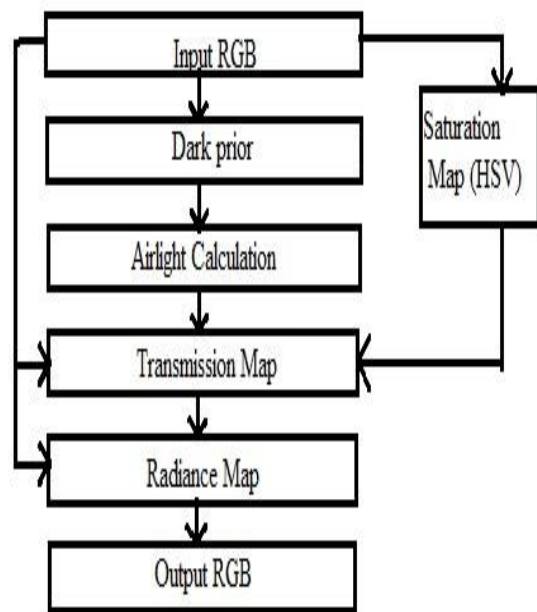 Input RGB
Saturation
Map (HSV)
Dark prior
Airlight Calculation
Transmission Map
Radiance Map
Output RGB